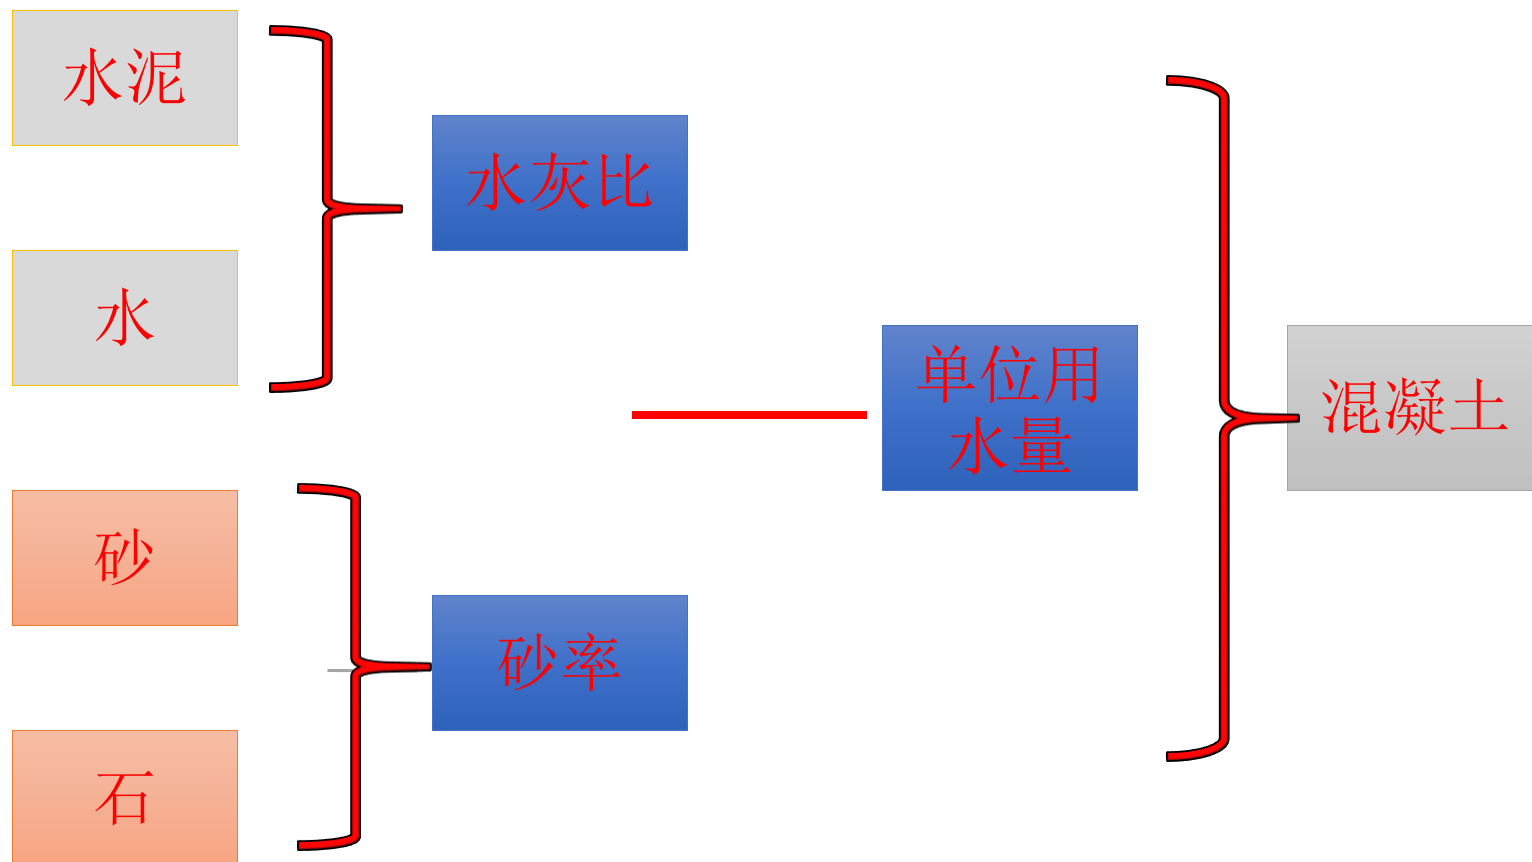 水泥
水灰比
水
单位用
水量
混凝土
砂
砂率
石